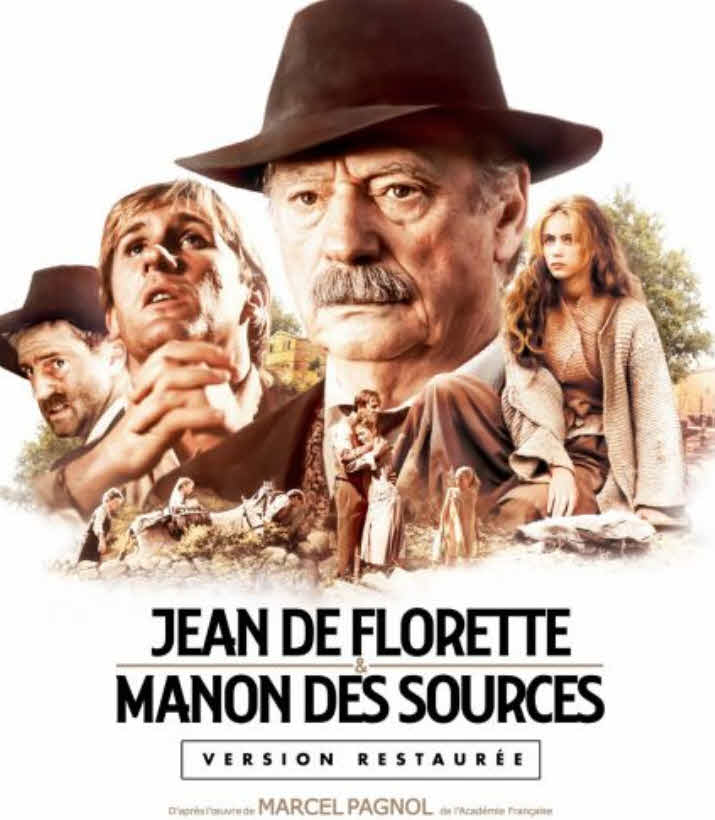 JEAN DE FLORETTE
&
MANON DES SOURCES
VERSION RESTAURÉE
D'après l'œuvre de MARCEL PAGNOL de l'Académie Française